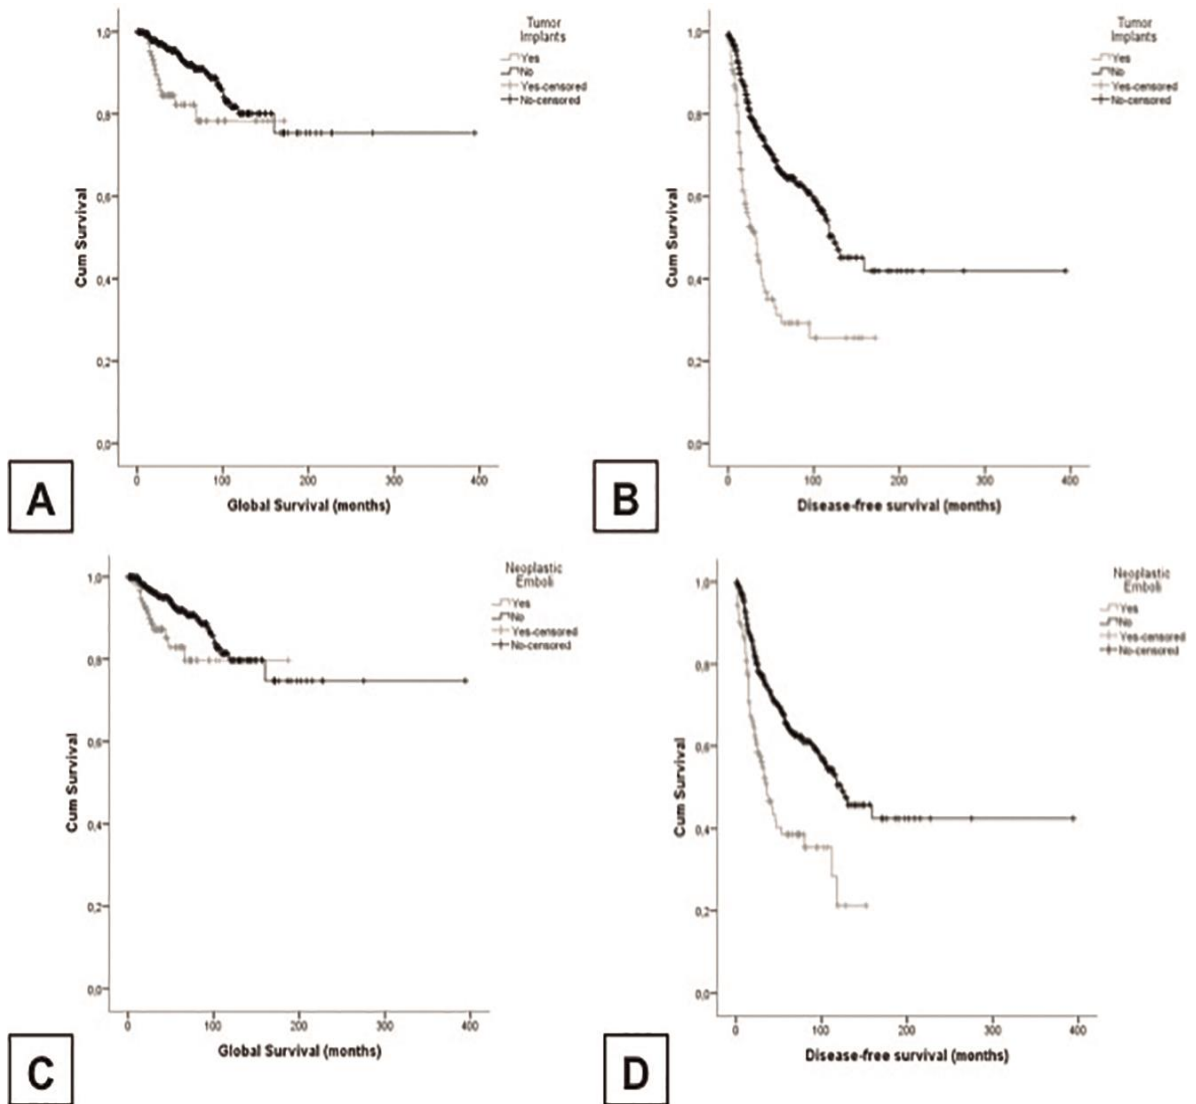 Tumor
Implants
Yes
No
Yes-censored
No-censored
1,0
0,8
0,6
0,4
0,2
0,0
Cum Survival
0
100
200
300
400
Global Survival (months)
A
Tumor
Implants
Yes
No
Yes-censored
No-censored
1,0
0,8
0,6
0,4
0,2
0,0
Cum Survival
0
100
200
300
400
Disease-free survival (months)
B
Neoplastic
Emboli
Yes
No
Yes-censored
No-censored
1,0
0,8
0,6
0,4
0,2
0,0
Cum Survival
0
100
200
300
400
Global Survival (months)
C
Neoplastic
Emboli
Yes
No
Yes-censored
No-censored
1,0
0,8
0,6
0,4
0,2
0,0
Cum Survival
0
100
200
300
400
Disease-free survival (months)
D